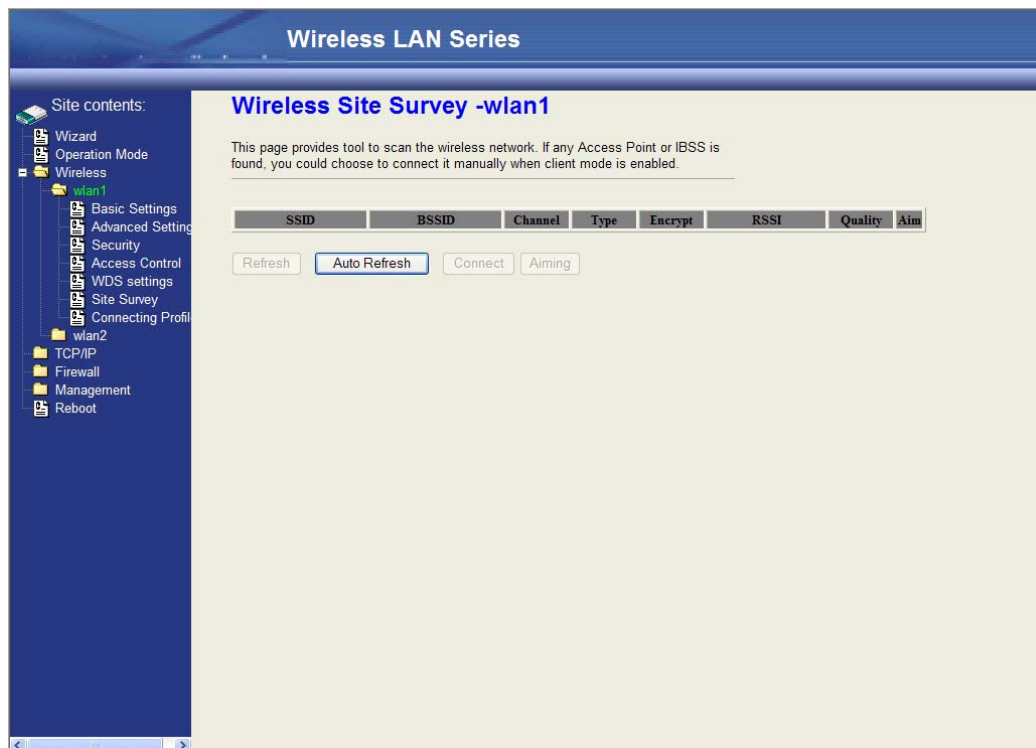 Wireless LAN Series
Site contents:
Wizard
Operation Mode
Wireless
wlan1
Basic Settings
Advanced Setting
Security
Access Control
WDS settings
Site Survey
Connecting Profil
wlan2
TCP/IP
Firewall
Management
Reboot
Wireless Site Survey -wlan1
This page provides tool to scan the wireless network. If any Access Point or IBSS is
found, you could choose to connect it manually when client mode is enabled.
SSID BSSID Channel Type Encrypt RSSI Quality Aim
Refresh Auto Refresh Connect Aiming